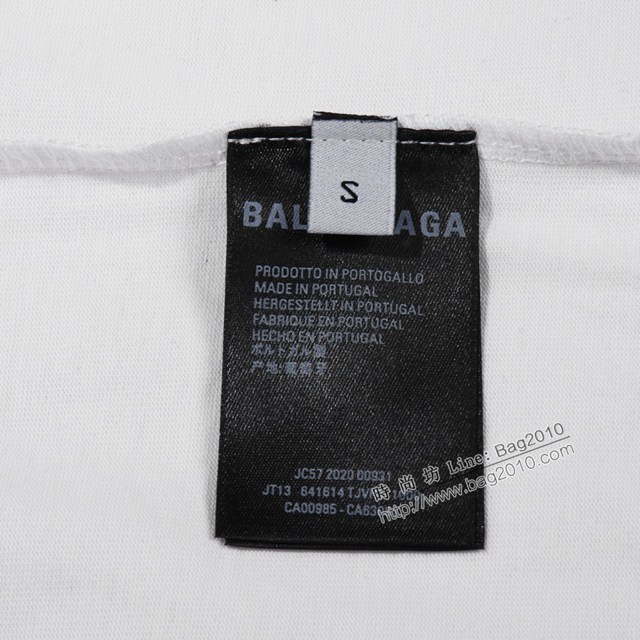 S
BAL AGA
PRODOTTO IN PORTOGALLO
MADE IN PORTUGAL
HERGESTELLT IN PORTUGAL
FABRIQUE EN PORTUGAL
HECHO EN PORTUGAL
ポルトガル製
产地:葡萄牙
JC57 2020 00931
JT13 641614
CA00985 -
時尚坊 Line: Bag2010
http://www.bag2010.com